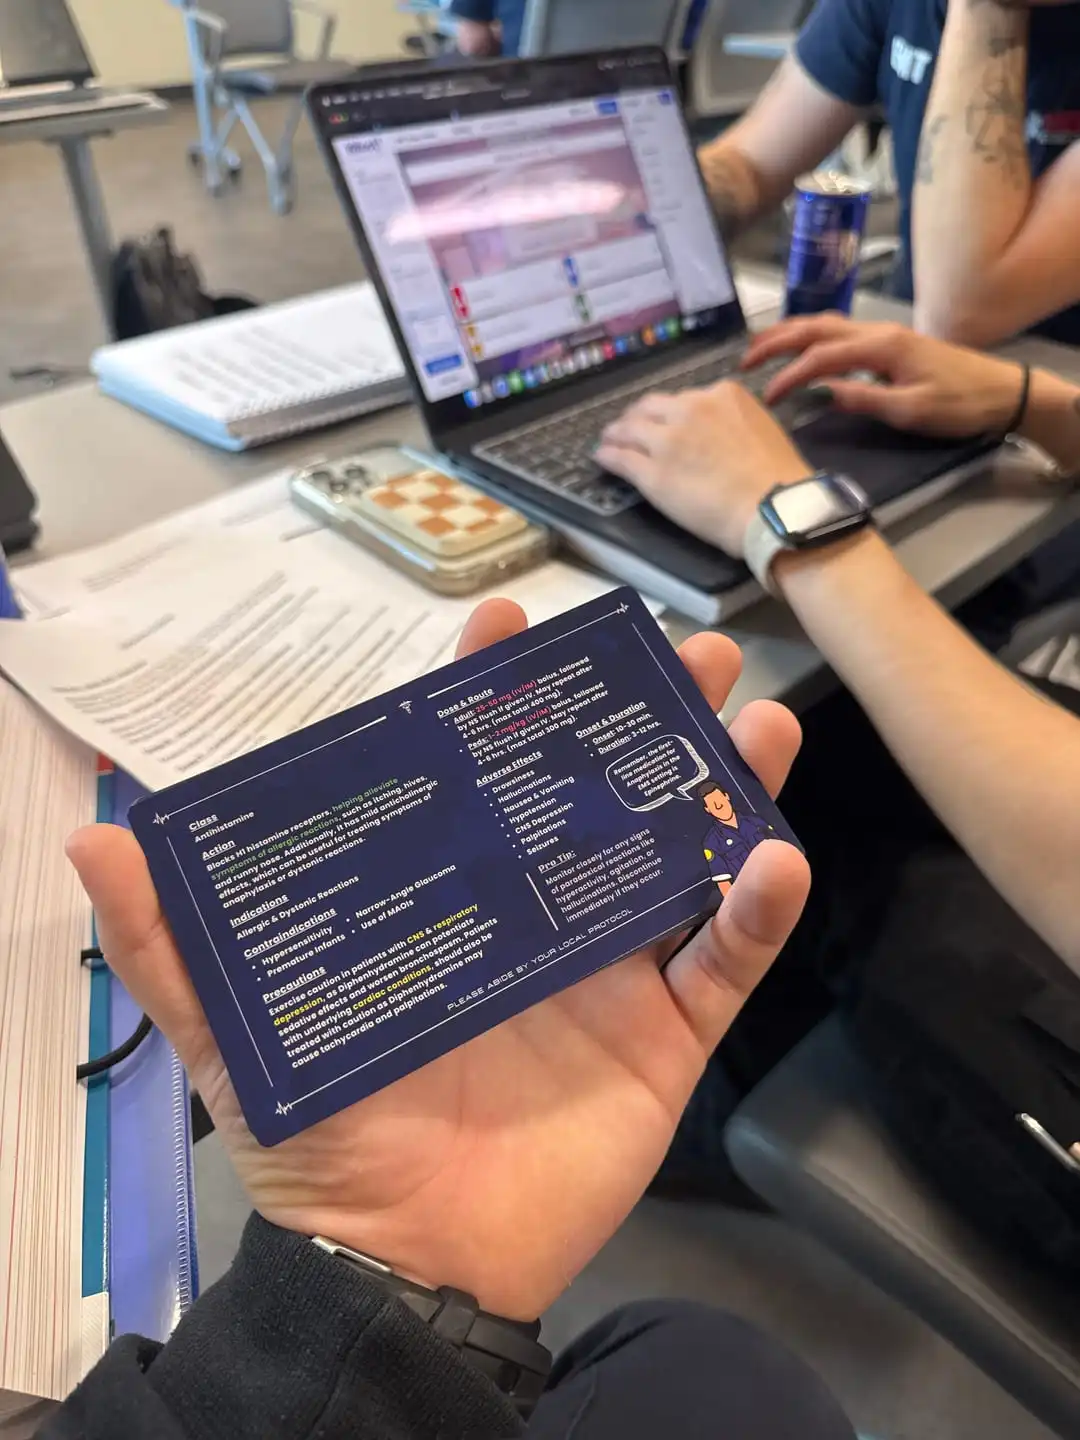 Class
Antihistamine
Action
Blocks H1 histamine receptors, helping alleviate
symptoms of allergic reactions, such as itching, hives,
and runny nose. Additionally, it has mild anticholinergic
effects, which can be useful for treating symptoms of
anaphylaxis or dystonic reactions.
Indications
Allergic & Dystonic Reactions
Contraindications
• Hypersensitivity
• Premature Infants
• Narrow-Angle Glaucoma
• Use of MAOIs
Precautions
Exercise caution in patients with CNS & respiratory
depression, as Diphenhydramine can potentiate
sedative effects and worsen bronchospasm. Patients
with underlying cardiac conditions, should also be
treated with caution as Diphenhydramine may
cause tachycardia and palpitations.
Dose & Route
• Adult: 25-50 mg (IV/IM) bolus, followed
by NS flush if given IV. May repeat after
4-6 hrs. (max total 400 mg).
• Peds: 1-2 mg/kg (IV/IM) bolus, followed
by NS flush if given IV. May repeat after
4-6 hrs. (max total 300 mg).
Adverse Effects
• Drowsiness
• Hallucinations
• Nausea & Vomiting
• Hypotension
• CNS Depression
• Palpitations
• Seizures
Onset & Duration
• Onset: 10-30 min.
• Duration: 3-12 hrs.
Remember, the first-
line medication for
Anaphylaxis in the
EMS setting is
Epinephrine.
Pro Tip:
Monitor closely for any signs
of paradoxical reactions like
hyperactivity, agitation, or
hallucinations. Discontinue
immediately if they occur.
PLEASE ABIDE BY YOUR LOCAL PROTOCOL